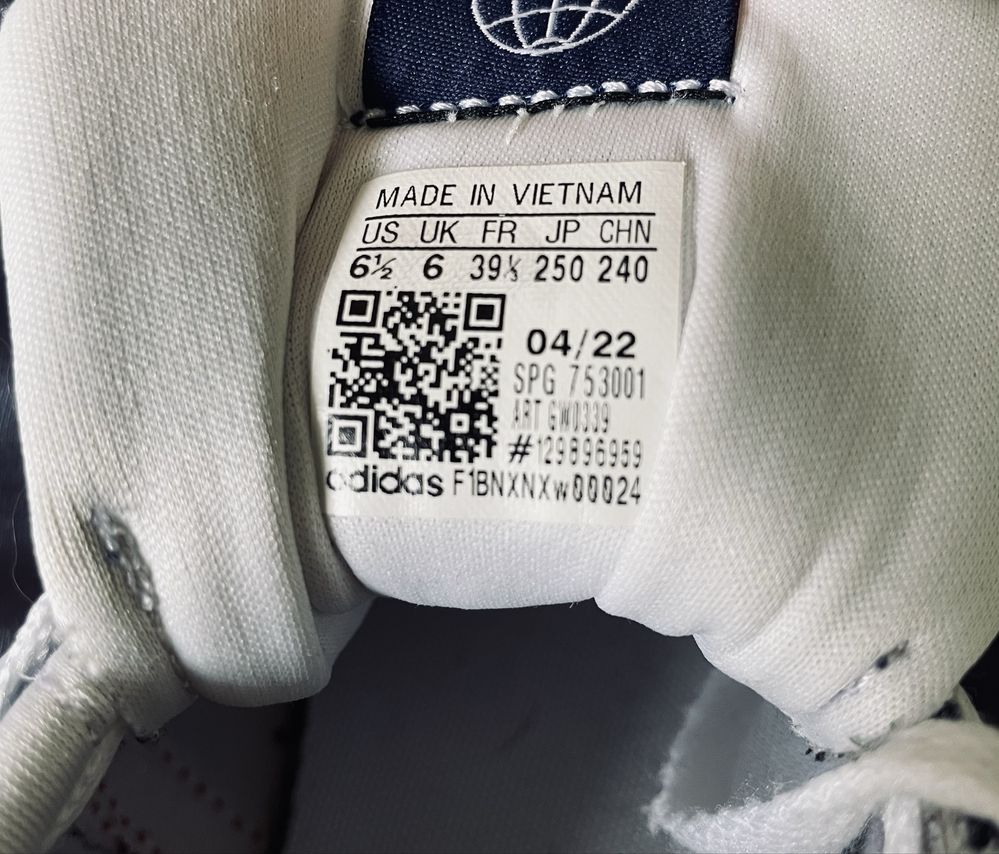 MADE IN VIETNAM
US UK FR JP CHN
6½ 6 39⅓ 250 240
04/22
SPG 753001
ART GW0339
#129696959
adidas F1BNXNXw00024